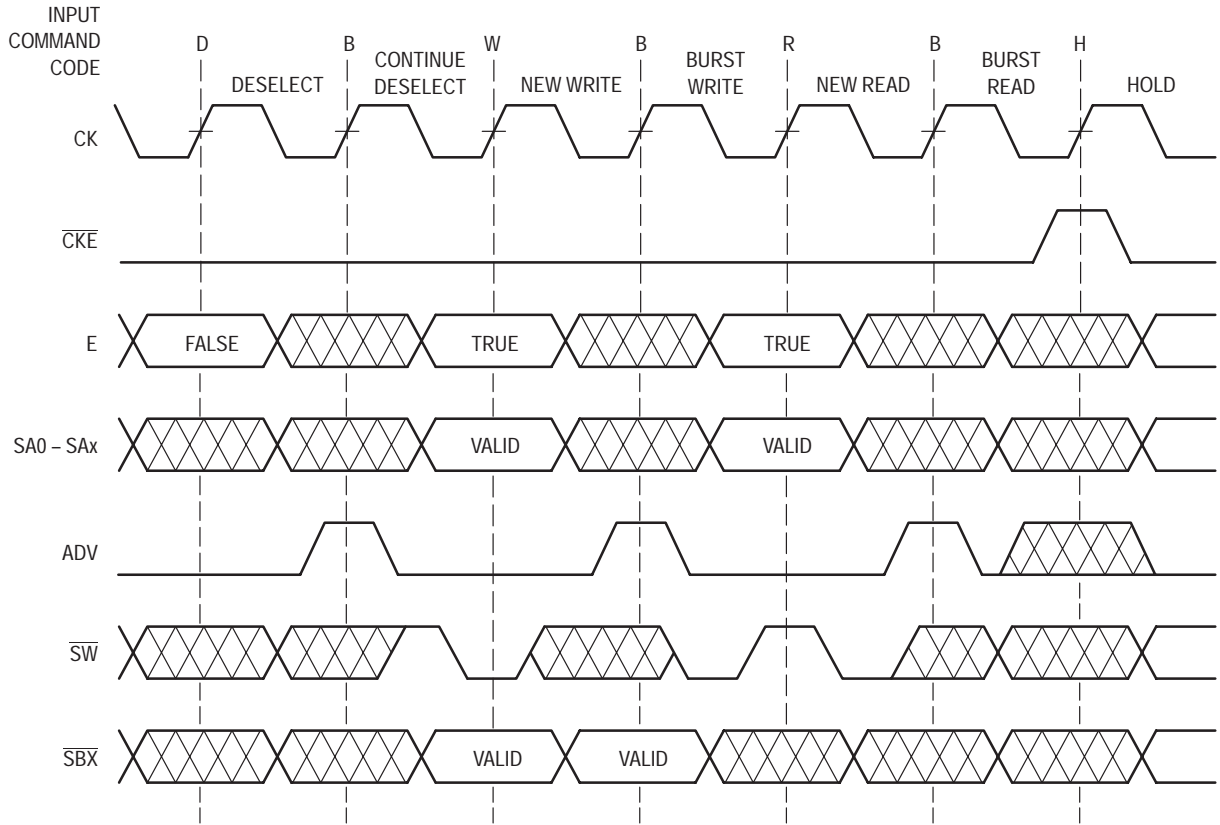 INPUT
COMMAND
CODE
D
B
W
B
R
B
H
DESELECT
CONTINUE
DESELECT
NEW WRITE
BURST
WRITE
NEW READ
BURST
READ
HOLD
CK
CKE
E
FALSE
TRUE
TRUE
SA0 – SAx
VALID
VALID
ADV
SW
SBX
VALID
VALID